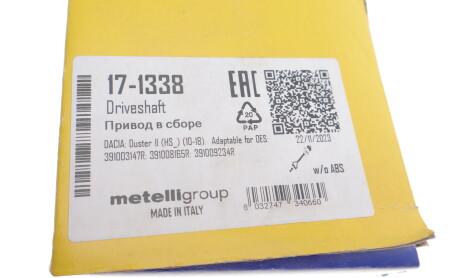 17-1338
EAC
Driveshaft
Привод в сборе
20
PAP
DACIA: Duster II (HS_) (10-18). Adaptable for OES:
391003147R; 391008165R; 391009234R
22/11/2023
w/o ABS
metelligroup
MADE IN ITALY
8 032747 340660